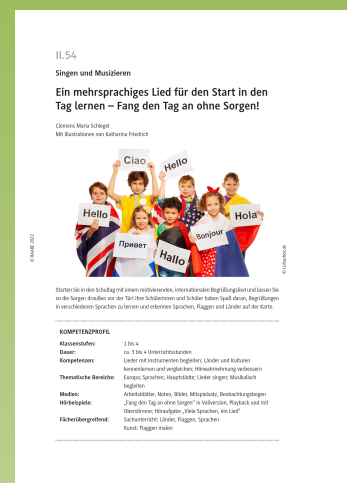 II.54
Singen und Musizieren
Ein mehrsprachiges Lied für den Start in den
Tag lernen – Fang den Tag an ohne Sorgen!
Clemens Maria Schlegel
Mit Illustrationen von Katharina Friedrich
Ciao
Hello
Hello
Привет
Hallo
Bonjour
Hola
© RAABE 2022
© Colourbox.de
Starten Sie in den Schultag mit einem motivierenden, internationalen Begrüßungslied und lassen Sie
so die Sorgen draußen vor der Tür! Ihre Schülerinnen und Schüler haben Spaß daran, Begrüßungen
in verschiedenen Sprachen zu lernen und erkennen Sprachen, Flaggen und Länder auf der Karte.
KOMPETENZPROFIL
Klassenstufen: 1 bis 4
Dauer: ca. 3 bis 4 Unterrichtsstunden
Kompetenzen: Lieder mit Instrumenten begleiten; Länder und Kulturen
kennenlernen und vergleichen; Hörwahrnehmung verbessern
Thematische Bereiche: Europa; Sprachen; Hauptstädte; Lieder singen; Musikalisch
begleiten
Medien: Arbeitsblätter, Noten, Bilder, Mitspielsatz, Beobachtungsbogen
Hörbeispiele: „Fang den Tag an ohne Sorgen“ in Vollversion, Playback und mit
Oberstimme; Höraufgabe „Viele Sprachen, ein Lied“
Fächerübergreifend: Sachunterricht: Länder, Flaggen, Sprachen
Kunst: Flaggen malen